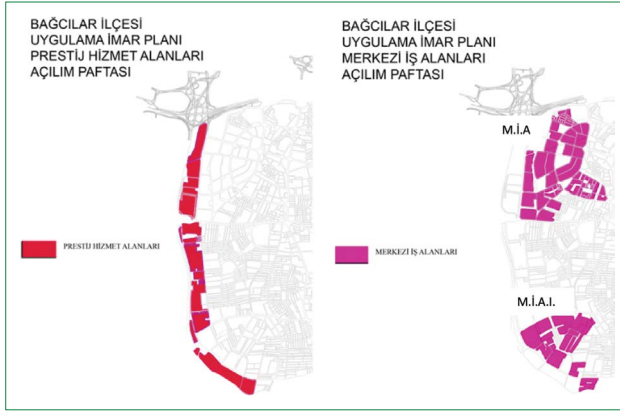 BAĞCILAR İLÇESİ
UYGULAMA İMAR PLANI
PRESTİJ HİZMET ALANLARI
AÇILIM PAFTASI
PRESTİJ HİZMET ALANLARI
BAĞCILAR İLÇESİ
UYGULAMA İMAR PLANI
MERKEZİ İŞ ALANLARI
AÇILIM PAFTASI
M.İ.A
MERKEZİ İŞ ALANLARI
M.İ.A.I.